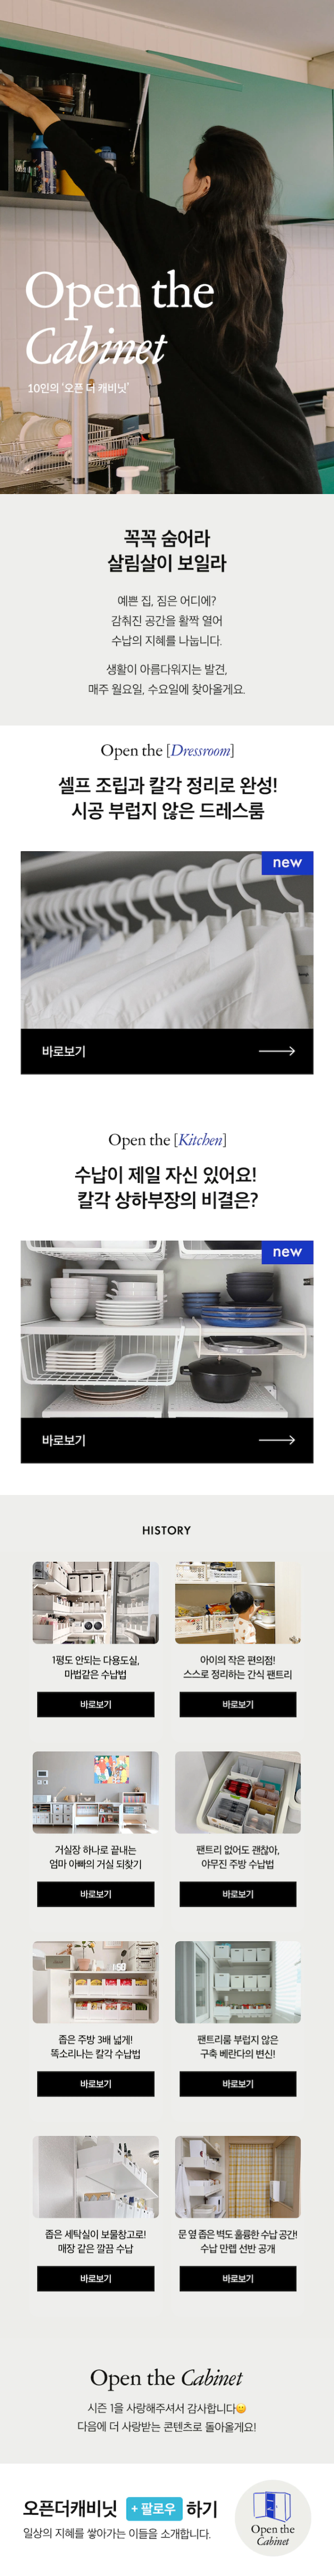 Open the
Cabinet
10인의 '오픈 더 캐비닛'
꼭꼭 숨어라
살림살이 보일라
예쁜 집, 짐은 어디에?
감춰진 공간을 활짝 열어
수납의 지혜를 나눕니다.
생활이 아름다워지는 발견,
매주 월요일, 수요일에 찾아올게요.
Open the [Dressroom]
셀프 조립과 칼각 정리로 완성!
시공 부럽지 않은 드레스룸
new
바로보기
Open the [Kitchen]
수납이 제일 자신 있어요!
칼각 상하부장의 비결은?
new
바로보기
HISTORY
1평도 안되는 다용도실,
마법같은 수납법
바로보기
아이의 작은 편의점!
스스로 정리하는 간식 팬트리
바로보기
거실장 하나로 끝내는
엄마 아빠의 거실 되찾기
바로보기
팬트리 없어도 괜찮아,
야무진 주방 수납법
바로보기
좁은 주방 3배 넓게!
똑소리나는 칼각 수납법
바로보기
팬트리룸 부럽지 않은
구축 베란다의 변신!
바로보기
좁은 세탁실이 보물창고로!
매장 같은 깔끔 수납
바로보기
문 옆 좁은 벽도 훌륭한 수납 공간!
수납 만렙 선반 공개
바로보기
Open the Cabinet
시즌 1을 사랑해주셔서 감사합니다😀
다음에 더 사랑받는 콘텐츠로 돌아올게요!
오픈더캐비닛 + 팔로우 하기
일상의 지혜를 쌓아가는 이들을 소개합니다.
Open the
Cabinet